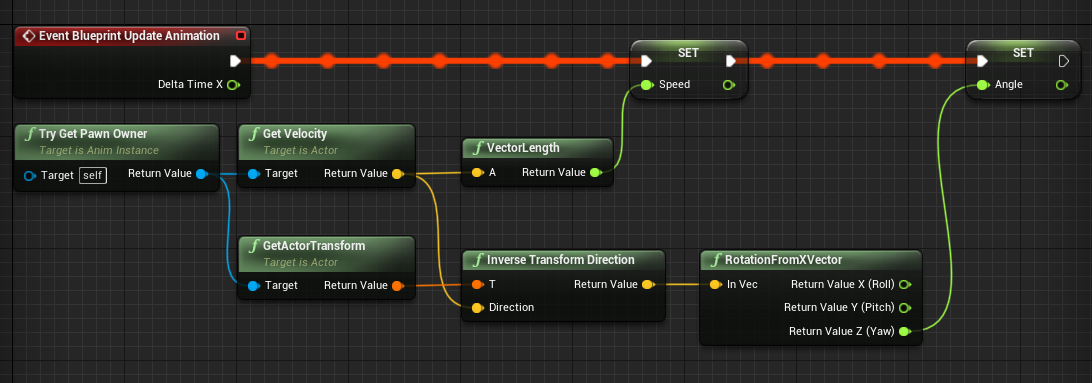 Event Blueprint Update Animation
Delta Time X
SET
Speed
SET
Angle
Try Get Pawn Owner
Target is Anim Instance
Target self Return Value
Get Velocity
Target is Actor
Target Return Value
VectorLength
A Return Value
GetActorTransform
Target is Actor
Target Return Value
Inverse Transform Direction
T Return Value
Direction
RotationFromXVector
In Vec Return Value X (Roll)
Return Value Y (Pitch)
Return Value Z (Yaw)